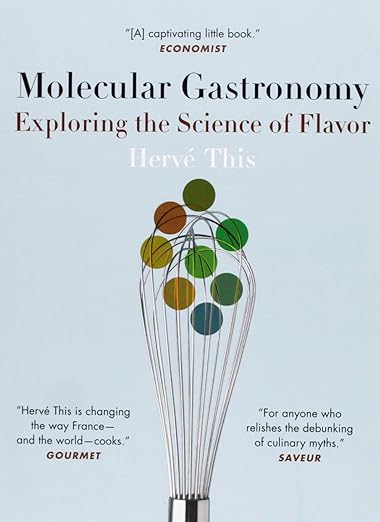 “[A] captivating little book.”
ECONOMIST
Molecular Gastronomy
Exploring the Science of Flavor
Hervé This
“Hervé This is changing
the way France—
and the world—cooks.”
GOURMET
“For anyone who
relishes the debunking
of culinary myths.”
SAVEUR